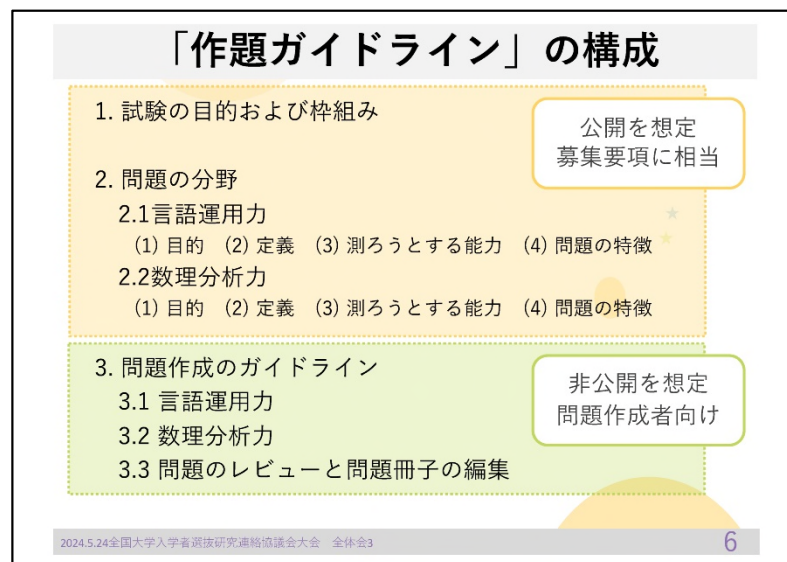 「作題ガイドライン」の構成
1. 試験の目的および枠組み
公開を想定
募集要項に相当
2. 問題の分野
2.1言語運用力
(1) 目的 (2) 定義 (3) 測ろうとする能力 (4) 問題の特徴
2.2数理分析力
(1) 目的 (2) 定義 (3) 測ろうとする能力 (4) 問題の特徴
3. 問題作成のガイドライン
3.1 言語運用力
3.2 数理分析力
3.3 問題のレビューと問題冊子の編集
非公開を想定
問題作成者向け
2024.5.24全国大学入学者選抜研究連絡協議会大会 全体会3
6